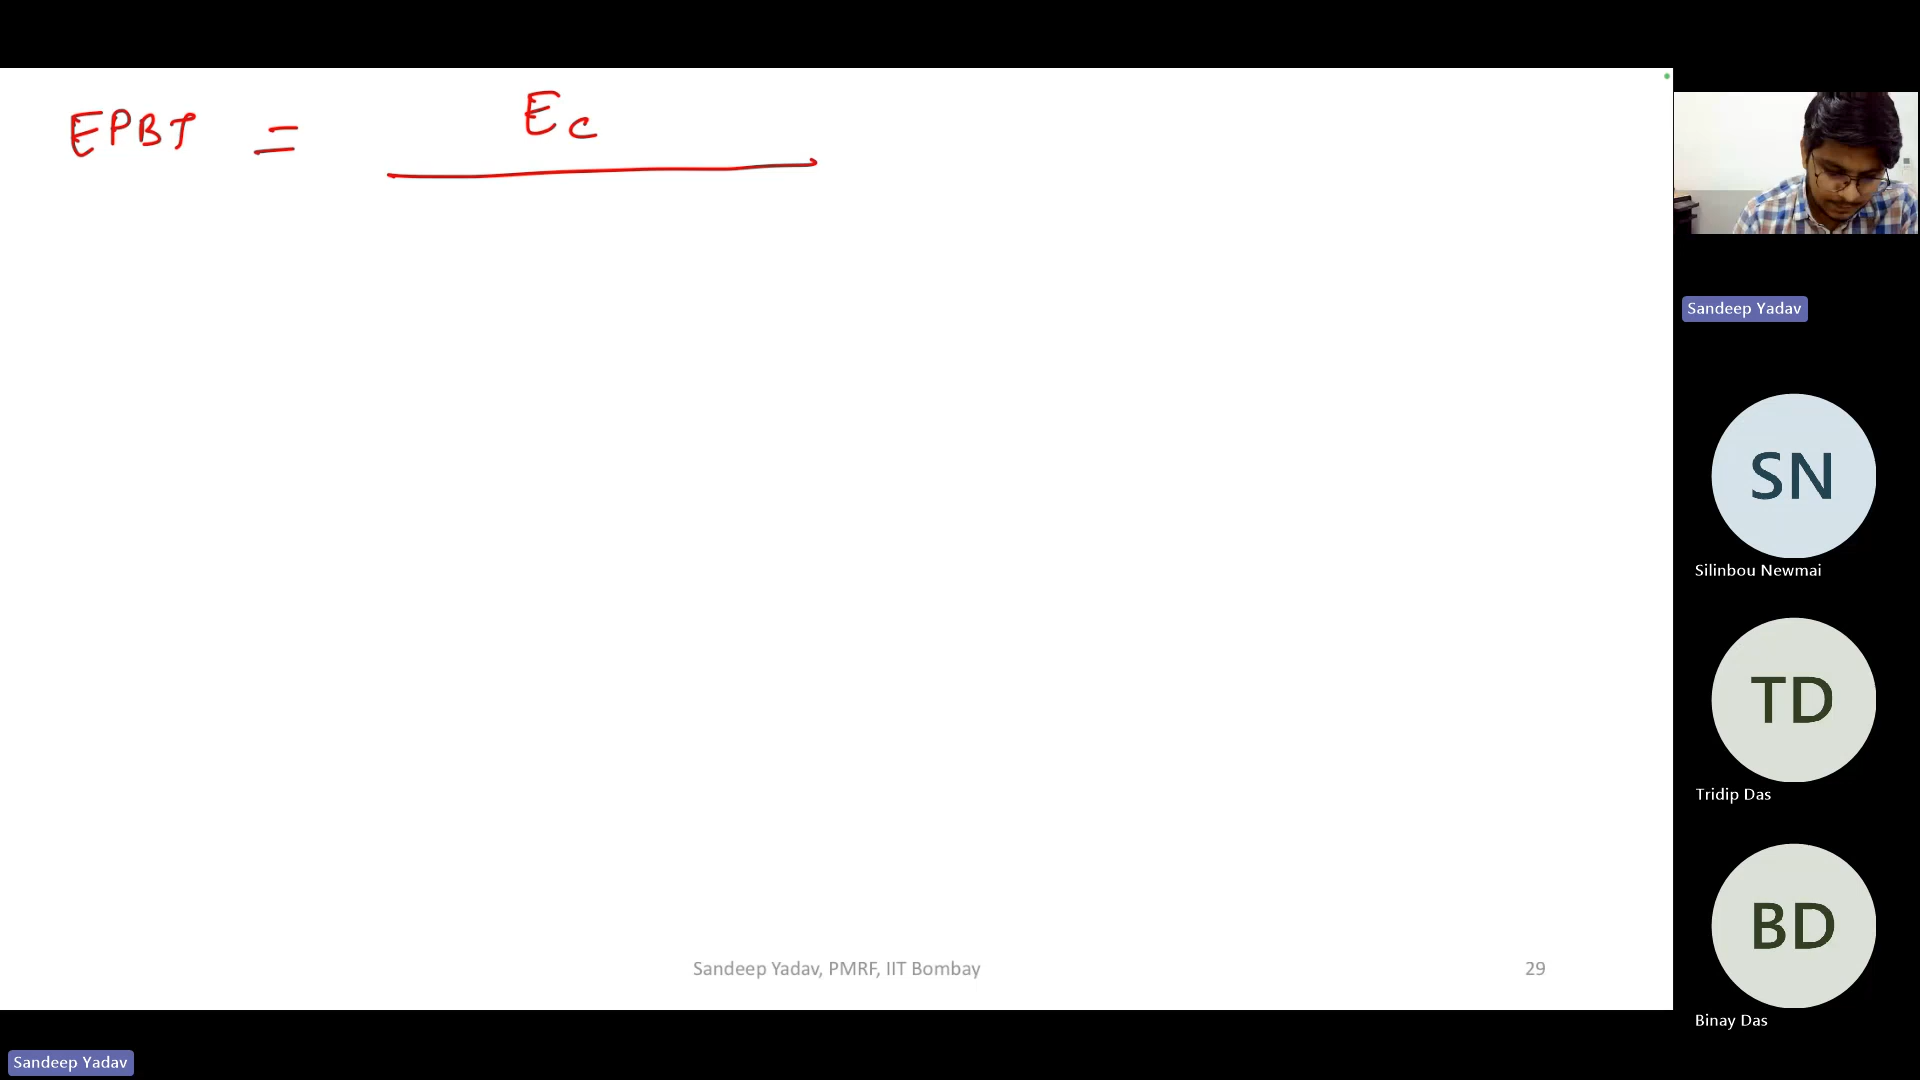 EPBT = Ec
Sandeep Yadav
SN
Silinbou Newmai
TD
Tridip Das
BD
Binay Das
Sandeep Yadav, PMRF, IIT Bombay
29
Sandeep Yadav